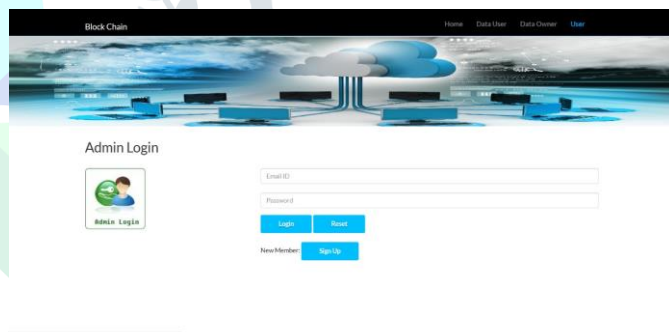 Block Chain
Home Data User Data Owner User
Admin Login
Admin Login
Email ID
Password
Login Reset
New Member: Sign Up